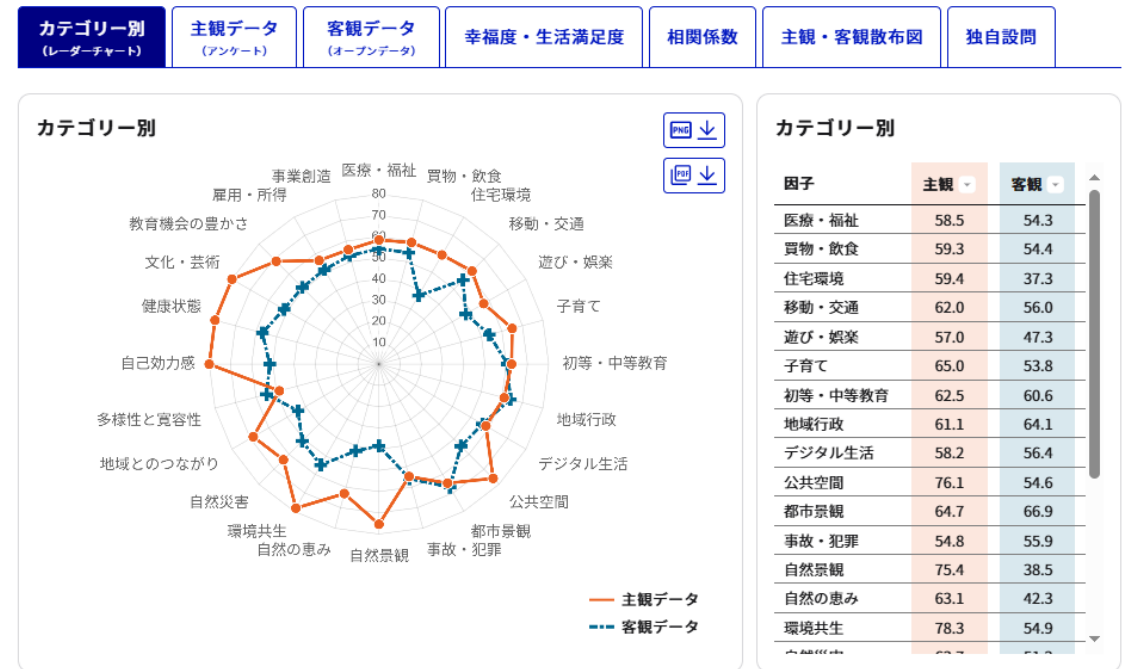 カテゴリー別
(レーダーチャート)
主観データ
(アンケート)
客観データ
(オープンデータ)
幸福度・生活満足度
相関係数
主観・客観散布図
独自設問
カテゴリー別
PNG
PDF
医療・福祉
買物・飲食
住宅環境
移動・交通
遊び・娯楽
子育て
初等・中等教育
地域行政
デジタル生活
公共空間
都市景観
事故・犯罪
自然景観
自然の恵み
環境共生
自然災害
地域とのつながり
多様性と寛容性
自己効力感
健康状態
文化・芸術
教育機会の豊かさ
雇用・所得
事業創造
80
70
60
50
40
30
20
10
主観データ
客観データ
カテゴリー別
因子 主観 客観
医療・福祉 58.5 54.3
買物・飲食 59.3 54.4
住宅環境 59.4 37.3
移動・交通 62.0 56.0
遊び・娯楽 57.0 47.3
子育て 65.0 53.8
初等・中等教育 62.5 60.6
地域行政 61.1 64.1
デジタル生活 58.2 56.4
公共空間 76.1 54.6
都市景観 64.7 66.9
事故・犯罪 54.8 55.9
自然景観 75.4 38.5
自然の恵み 63.1 42.3
環境共生 78.3 54.9